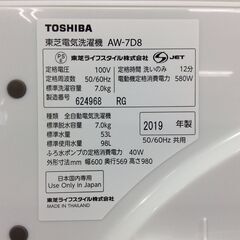 TOSHIBA
東芝電気洗濯機 AW-7D8
PS
E
東芝ライフスタイル株式会社 JET
定格電圧 100V 定格時間 洗いのみ 12分
定格周波数 50/60Hz 電動機定格消費電力 580W
標準洗濯容量 7.0kg
製造番号
624968 RG
種類 全自動電気洗濯機
標準脱水容量 7.0kg 2019 年製
標準水量 53L
標準使用水量 98L 50/60Hz 共用
ふろ水ポンプの定格消費電力 40W
外形寸法mm 幅600 奥行569 高さ980
日本国内専用
Use Only in Japan
東芝ライフスタイル株式会社
MADE IN THAILAND